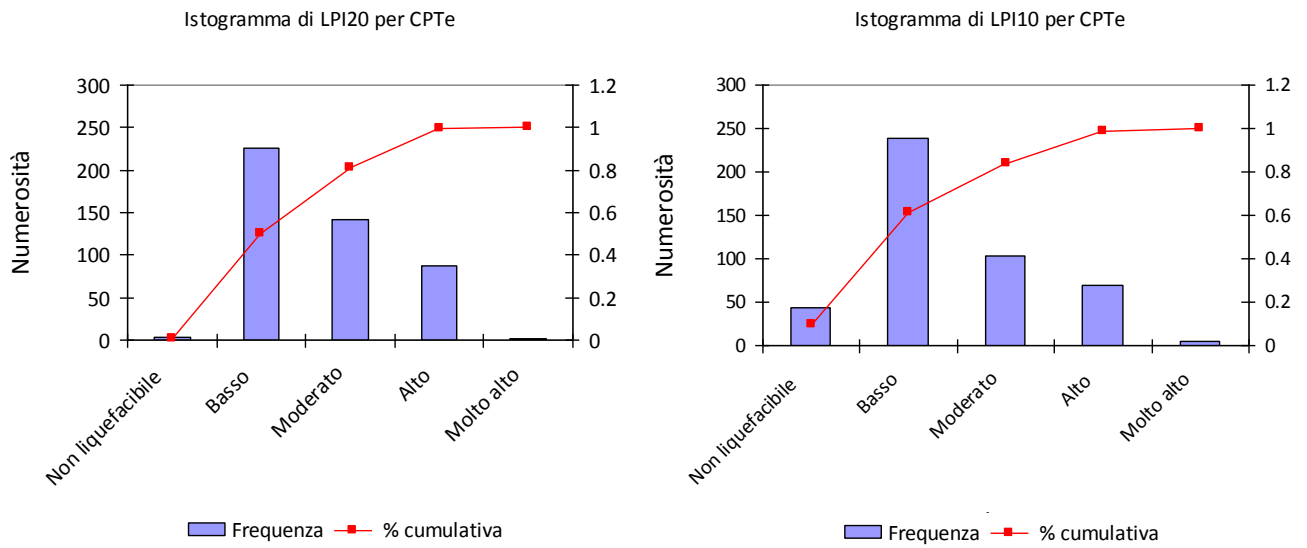 Istogramma di LPI20 per CPTe
300
250
200
150
100
50
0
Numerosità
1.2
1
0.8
0.6
0.4
0.2
0
Non liquefacibile
Basso
Moderato
Alto
Molto alto
Frequenza
% cumulativa
Istogramma di LPI10 per CPTe
300
250
200
150
100
50
0
Numerosità
1.2
1
0.8
0.6
0.4
0.2
0
Non liquefacibile
Basso
Moderato
Alto
Molto alto
Frequenza
% cumulativa